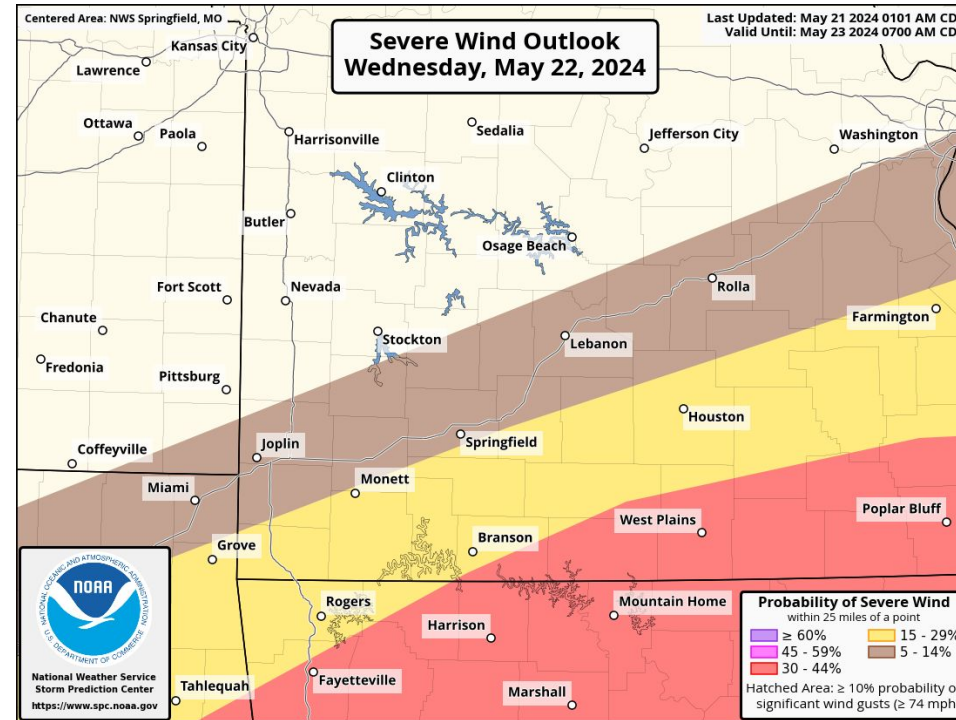 Centered Area: NWS Springfield, MO
Last Updated: May 21 2024 0101 AM CD
Valid Until: May 23 2024 0700 AM CD
Severe Wind Outlook
Wednesday, May 22, 2024
Kansas City
Lawrence
Ottawa
Paola
Harrisonville
Sedalia
Jefferson City
Washington
Clinton
Butler
Osage Beach
Fort Scott
Nevada
Rolla
Chanute
Farmington
Stockton
Lebanon
Fredonia
Pittsburg
Houston
Coffeyville
Joplin
Springfield
Miami
Monett
Poplar Bluff
West Plains
Grove
Branson
Rogers
Mountain Home
Harrison
Fayetteville
Tahlequah
Marshall
NATIONAL OCEANIC AND ATMOSPHERIC ADMINISTRATION
NOAA
U.S. DEPARTMENT OF COMMERCE
National Weather Service
Storm Prediction Center
https://www.spc.noaa.gov
Probability of Severe Wind
within 25 miles of a point
≥ 60%
15 - 29%
45 - 59%
5 - 14%
30 - 44%
Hatched Area: ≥ 10% probability o
significant wind gusts (≥ 74 mph